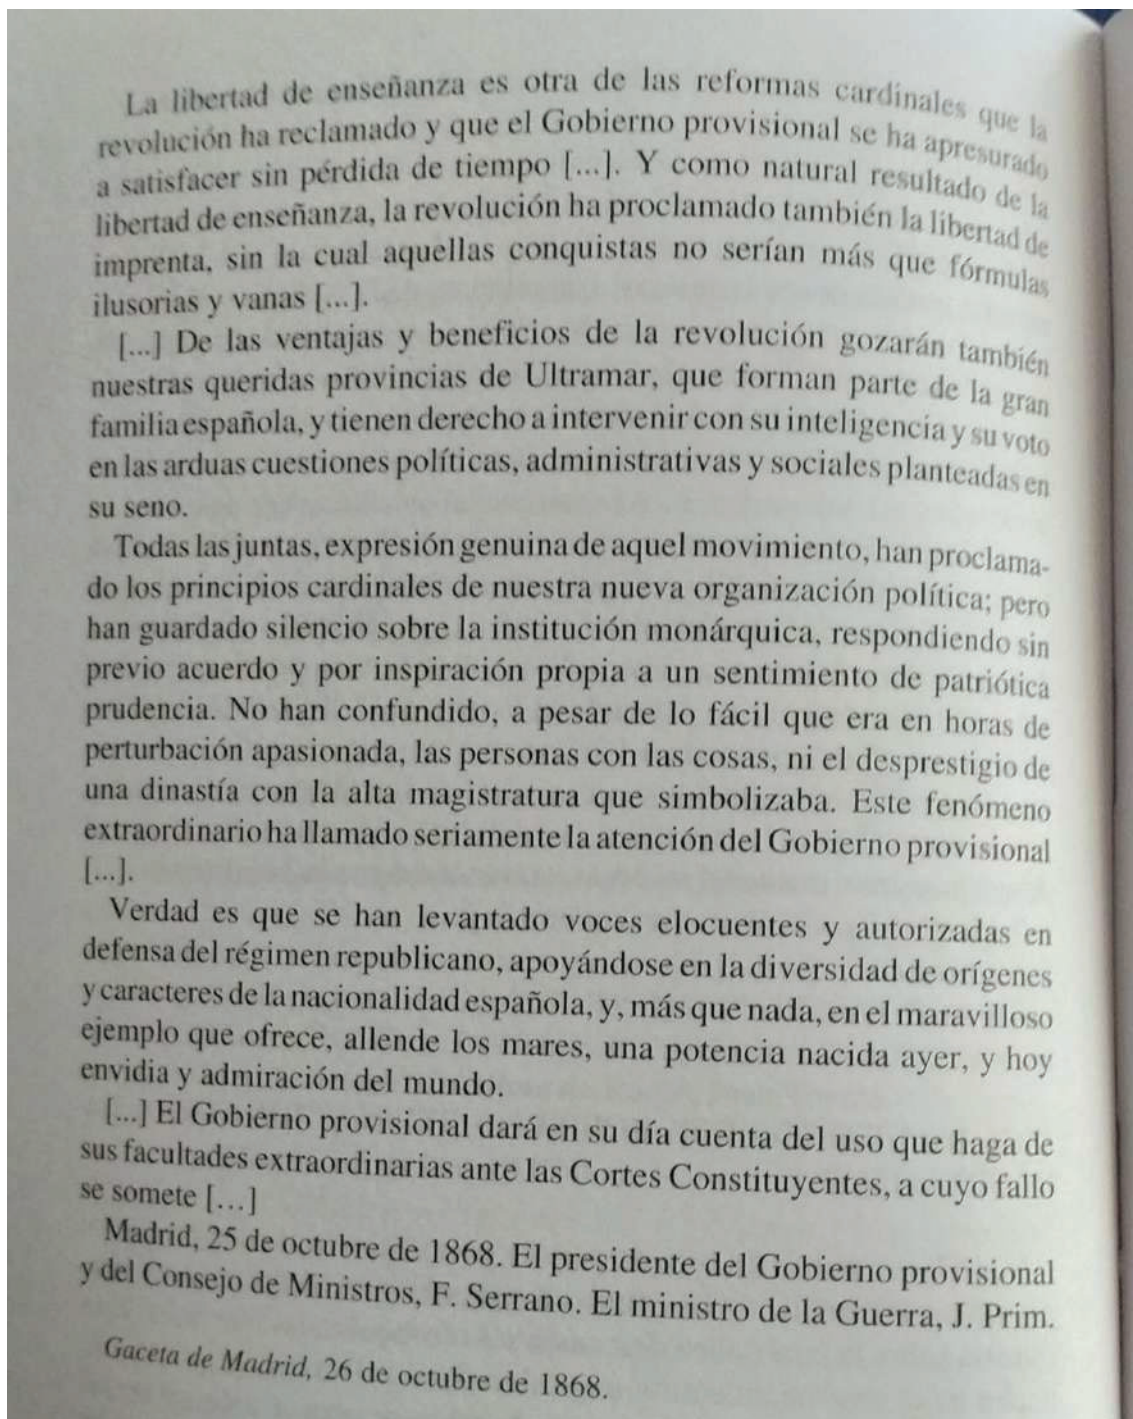 La libertad de enseñanza es otra de las reformas cardinales que la
revolución ha reclamado y que el Gobierno provisional se ha apresurado
a satisfacer sin pérdida de tiempo [...]. Y como natural resultado de la
libertad de enseñanza, la revolución ha proclamado también la libertad de
imprenta, sin la cual aquellas conquistas no serían más que fórmulas
ilusorias y vanas [...].
[...] De las ventajas y beneficios de la revolución gozarán también
nuestras queridas provincias de Ultramar, que forman parte de la gran
familia española, y tienen derecho a intervenir con su inteligencia y su voto
en las arduas cuestiones políticas, administrativas y sociales planteadas en
su seno.
Todas las juntas, expresión genuina de aquel movimiento, han proclama-
do los principios cardinales de nuestra nueva organización política; pero
han guardado silencio sobre la institución monárquica, respondiendo sin
previo acuerdo y por inspiración propia a un sentimiento de patriótica
prudencia. No han confundido, a pesar de lo fácil que era en horas de
perturbación apasionada, las personas con las cosas, ni el desprestigio de
una dinastía con la alta magistratura que simbolizaba. Este fenómeno
extraordinario ha llamado seriamente la atención del Gobierno provisional
[...].
Verdad es que se han levantado voces elocuentes y autorizadas en
defensa del régimen republicano, apoyándose en la diversidad de orígenes
y caracteres de la nacionalidad española, y, más que nada, en el maravilloso
ejemplo que ofrece, allende los mares, una potencia nacida ayer, y hoy
envidia y admiración del mundo.
[...] El Gobierno provisional dará en su día cuenta del uso que haga de
sus facultades extraordinarias ante las Cortes Constituyentes, a cuyo fallo
se somete [...]
Madrid, 25 de octubre de 1868. El presidente del Gobierno provisional
y del Consejo de Ministros, F. Serrano. El ministro de la Guerra, J. Prim.
Gaceta de Madrid, 26 de octubre de 1868.